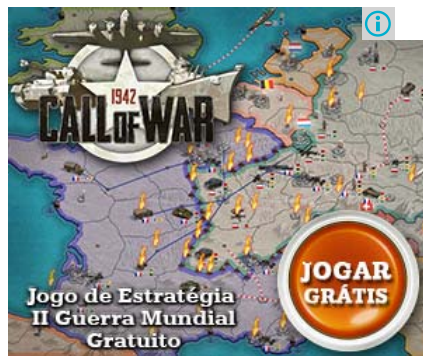 1942
CALL OF WAR
JOGAR
GRÁTIS
Jogo de Estratégia
II Guerra Mundial
Gratuito